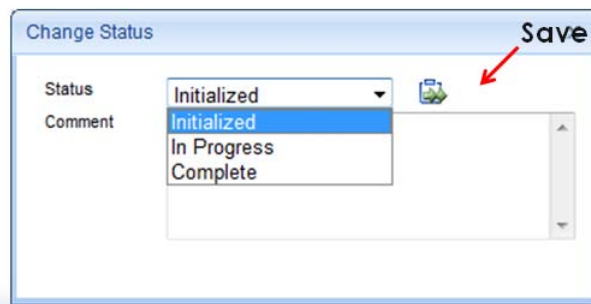 Change Status
Save
Status
Initialized
Comment
Initialized
In Progress
Complete